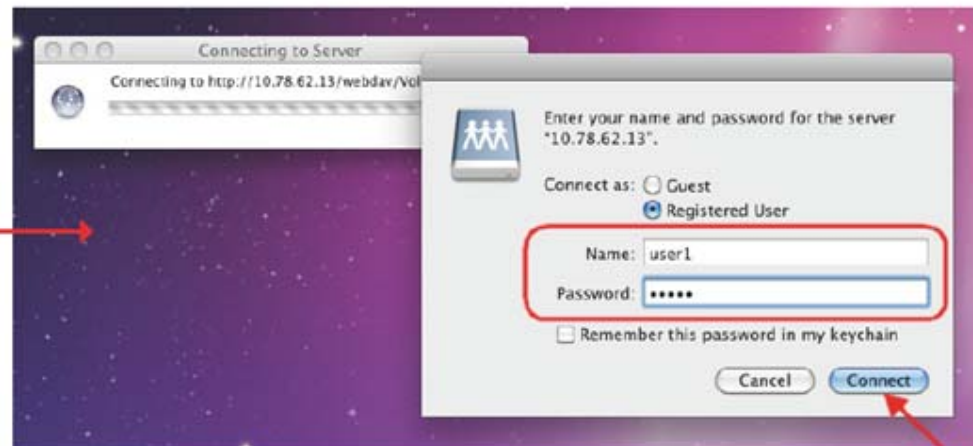 Connecting to Server
Connecting to http://10.78.62.13/webdav/Vol
Enter your name and password for the server
"10.78.62.13".
Connect as: Guest
Registered User
Name: user1
Password: •••••
Remember this password in my keychain
Cancel Connect